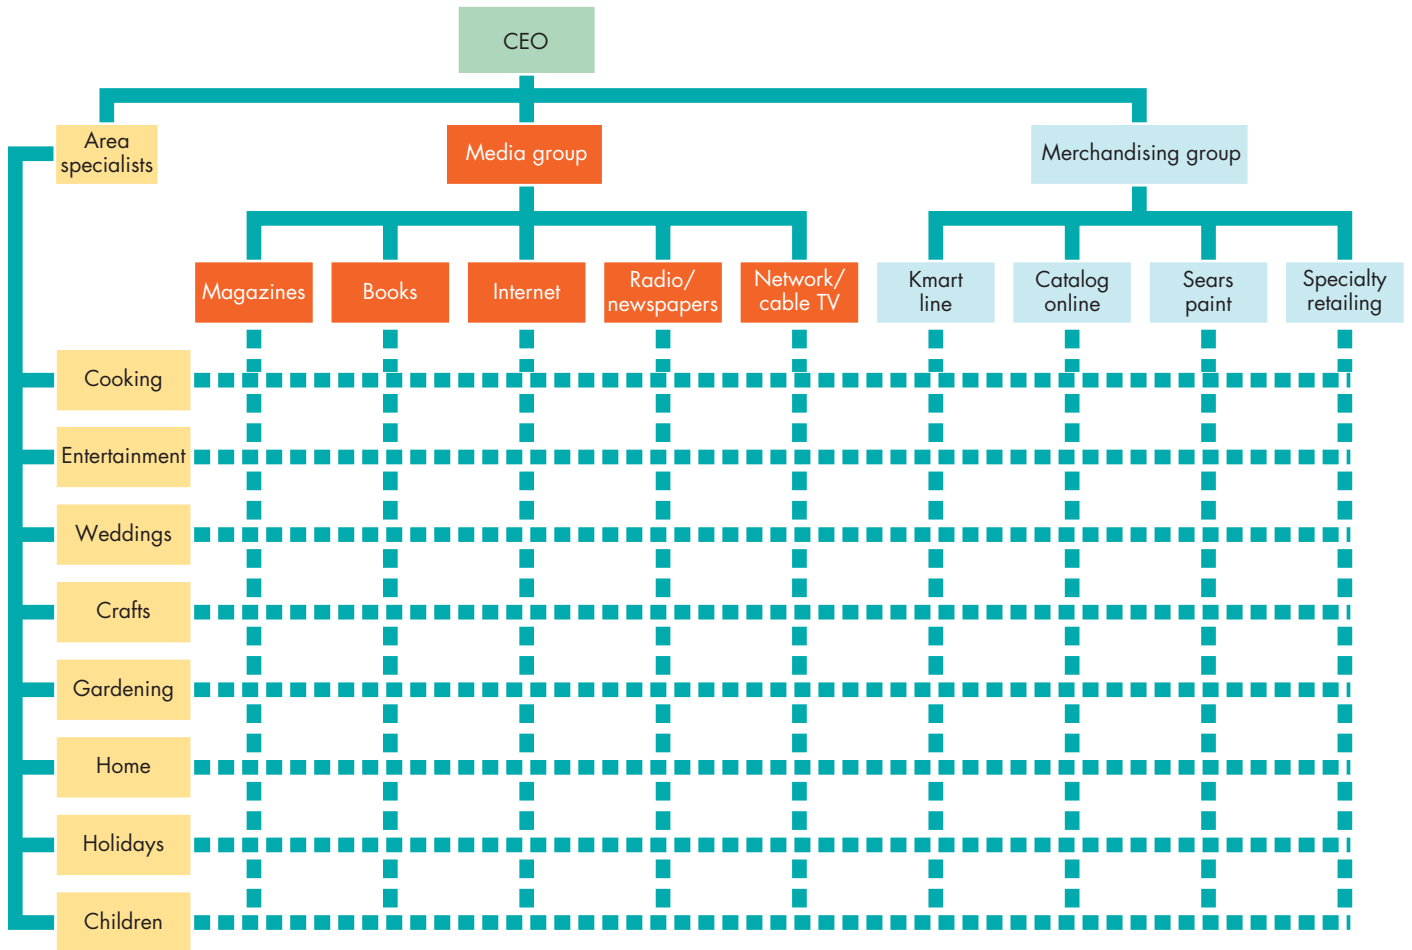 CEO
Area
specialists
Media group
Merchandising group
Magazines
Books
Internet
Radio/
newspapers
Network/
cable TV
Kmart
line
Catalog
online
Sears
paint
Specialty
retailing
Cooking
Entertainment
Weddings
Crafts
Gardening
Home
Holidays
Children